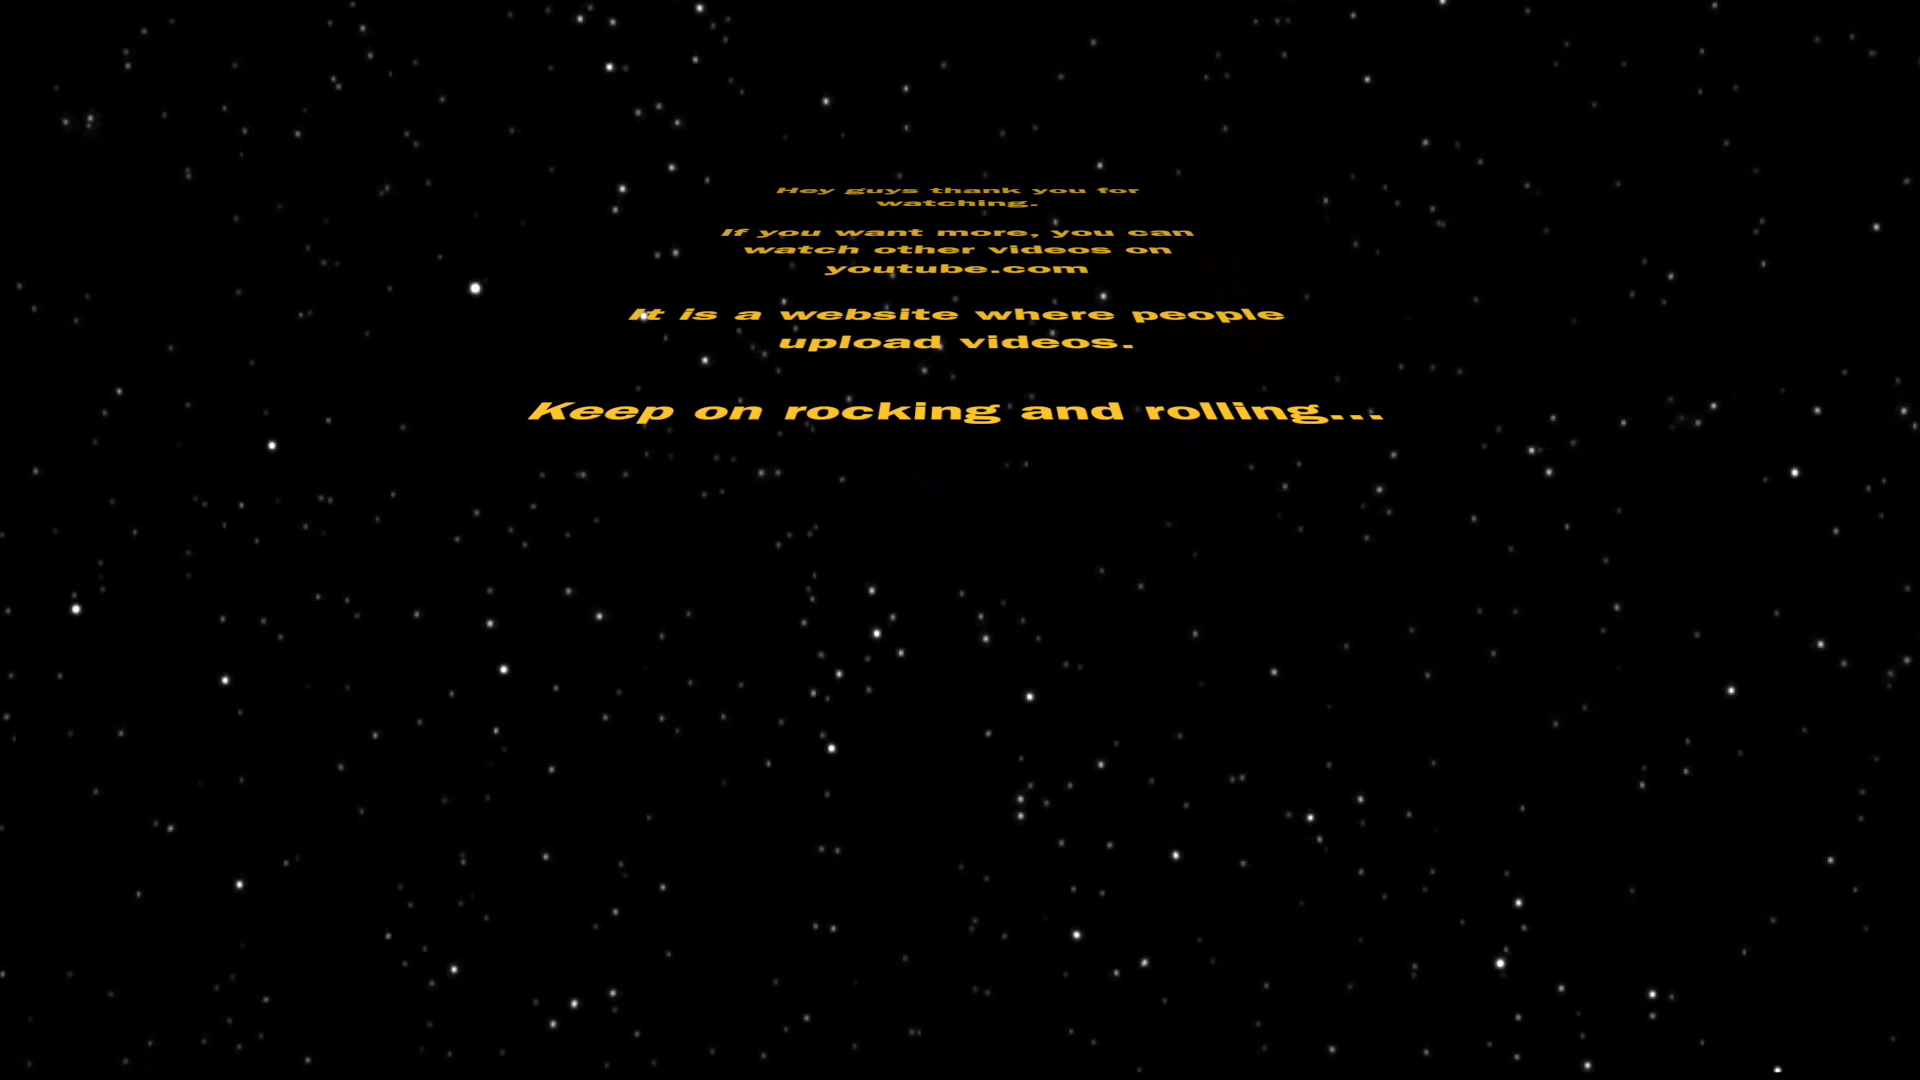 Hey guys thank you for
watching.
If you want more, you can
watch other videos on
youtube.com
It is a website where people
upload videos.
Keep on rocking and rolling...